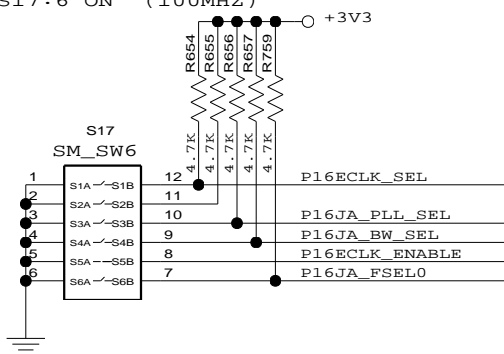 S17:6 ON (100MHZ)
+3V3
R654
R655
R656
R657
R759
4.7K
4.7K
4.7K
4.7K
4.7K
S17
SM_SW6
1 S1A S1B 12 P16ECLK_SEL
2 S2A S2B 11
3 S3A S3B 10 P16JA_PLL_SEL
4 S4A S4B 9 P16JA_BW_SEL
5 S5A S5B 8 P16ECLK_ENABLE
6 S6A S6B 7 P16JA_FSEL0